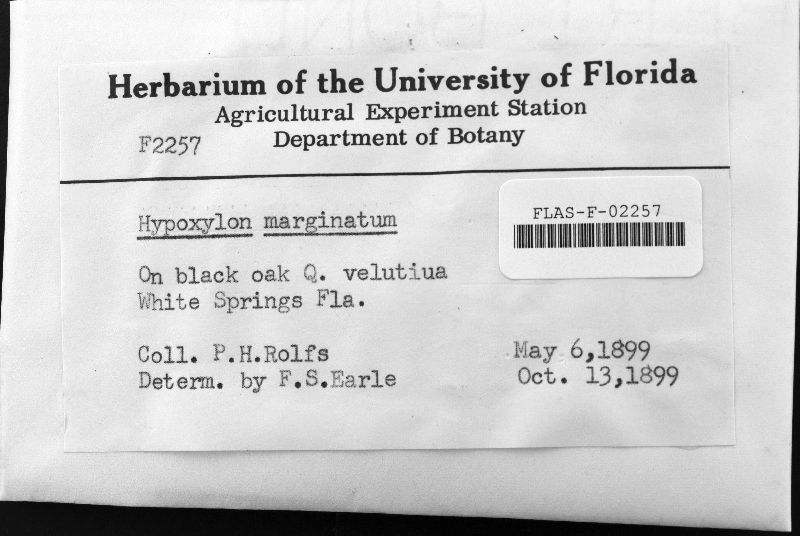 Herbarium of the University of Florida
Agricultural Experiment Station
Department of Botany
F2257
FLAS-F-02257
Hypoxylon marginatum
On black oak Q. velutiua
White Springs Fla.
Coll. P.H.Rolfs May 6,1899
Determ. by F.S.Earle Oct. 13,1899